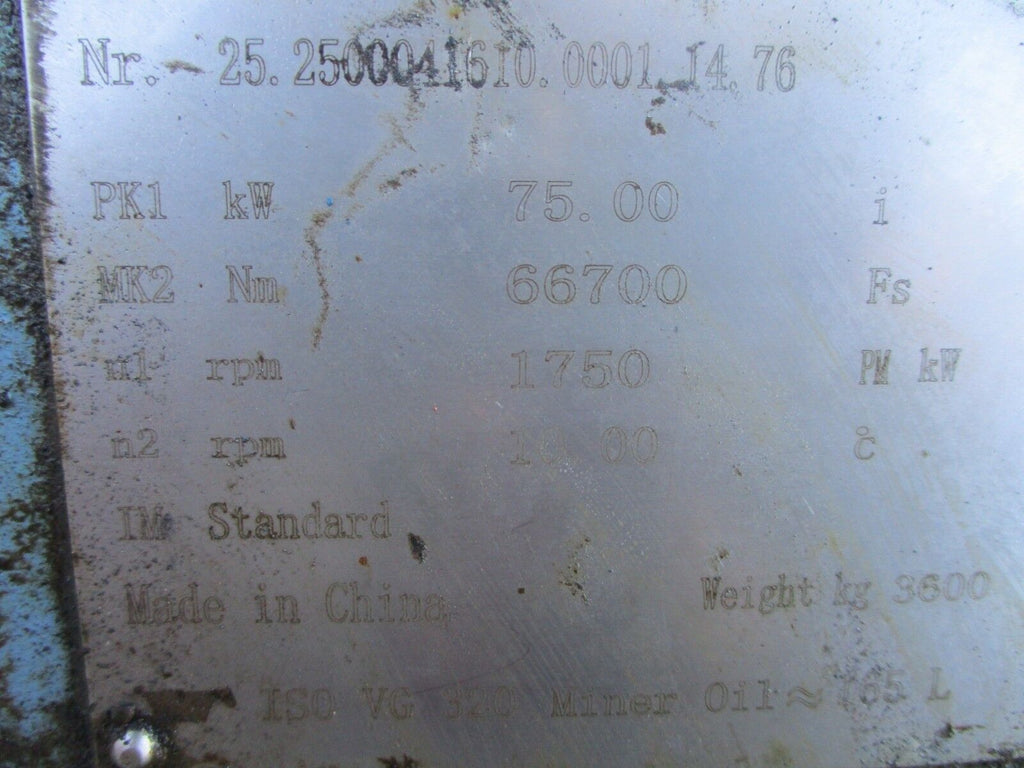 Nr. 25.2500041610.0001.14.76
PK1 kW 75.00 i
MK2 Nm 66700 Fs
n1 rpm 1750 PM kW
n2 rpm 10.00 c
IM Standard
Made in China Weight kg 3600
ISO VG 320 Miner Oil≈ 165 L